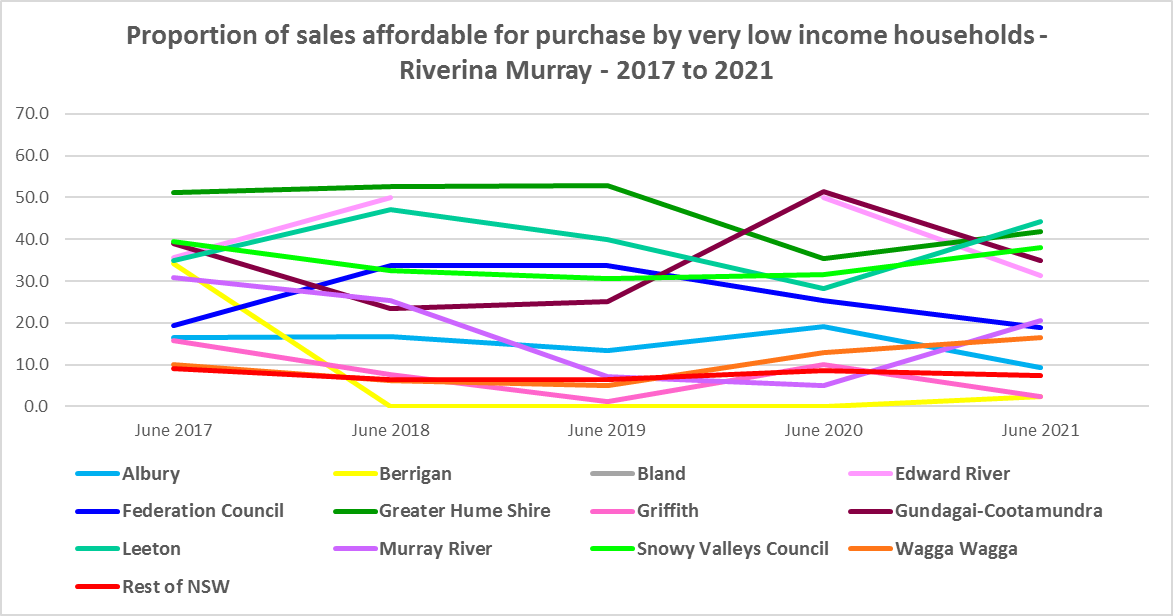 Proportion of sales affordable for purchase by very low income households -
Riverina Murray - 2017 to 2021
70.0
60.0
50.0
40.0
30.0
20.0
10.0
0.0
June 2017 June 2018 June 2019 June 2020 June 2021
Albury Berrigan Bland Edward River
Federation Council Greater Hume Shire Griffith Gundagai-Cootamundra
Leeton Murray River Snowy Valleys Council Wagga Wagga
Rest of NSW